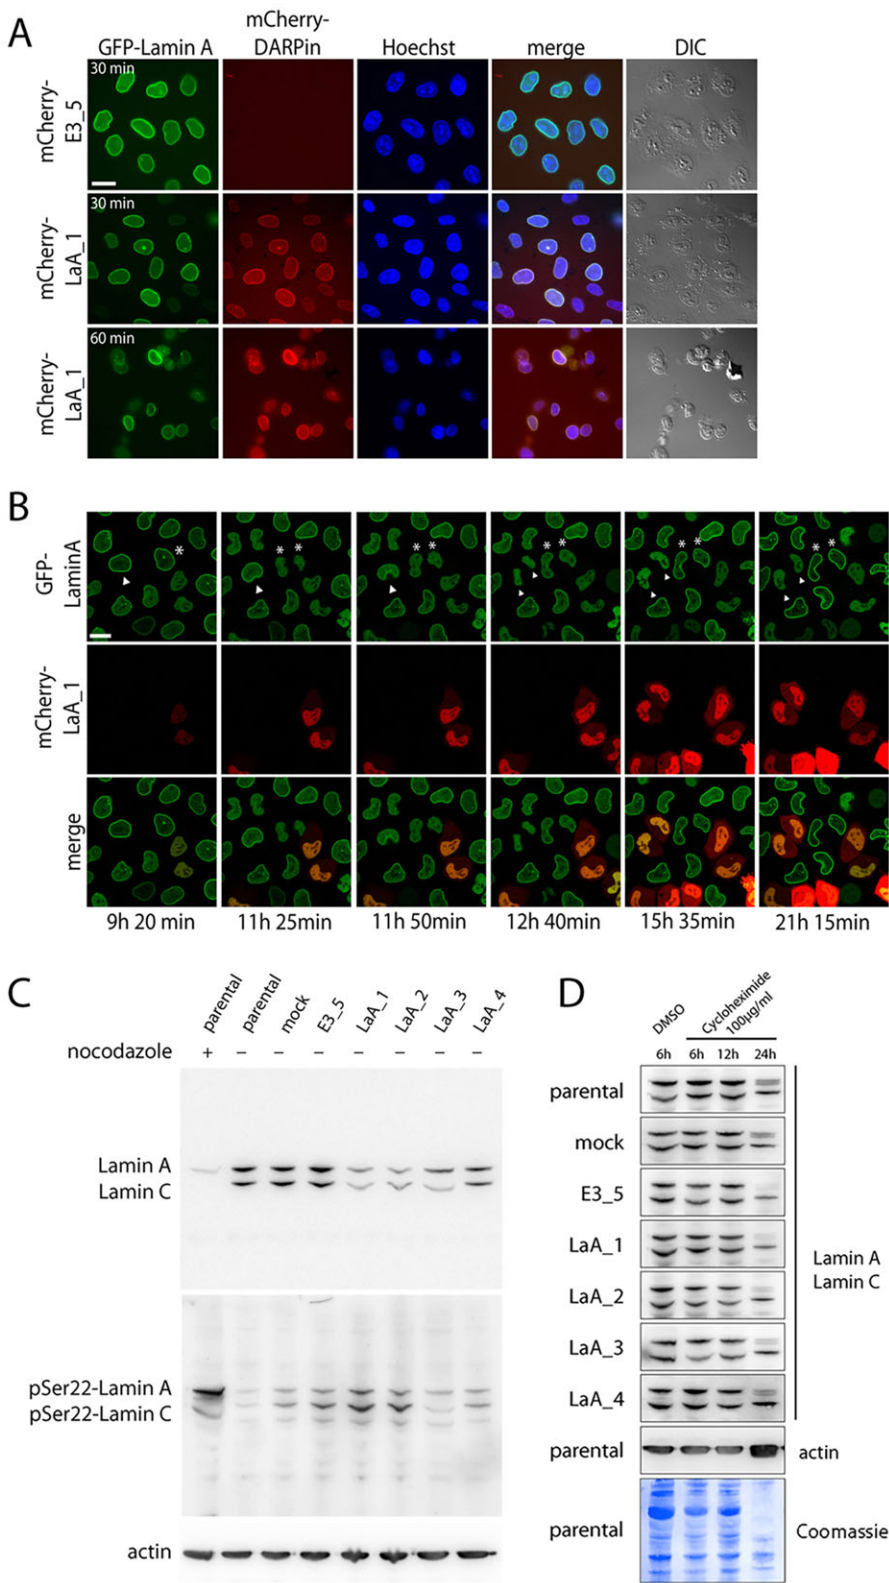 A
GFP-Lamin A
mCherry-
DARPin
Hoechst
merge
DIC
mCherry-
E3_5
30 min
mCherry-
LaA_1
30 min
mCherry-
LaA_1
60 min
B
GFP-
LaminA
* * * * * * * * * * *
mCherry-
LaA_1
merge
9h 20 min
11h 25min
11h 50min
12h 40min
15h 35min
21h 15min
C
parental
parental
mock
E3_5
LaA_1
LaA_2
LaA_3
LaA_4
nocodazole
+ – – – – – – –
Lamin A
Lamin C
pSer22-Lamin A
pSer22-Lamin C
actin
D
DMSO
Cycloheximide
100µg/ml
6h 6h 12h 24h
parental
mock
E3_5
LaA_1
LaA_2
LaA_3
LaA_4
Lamin A
Lamin C
parental
actin
parental
Coomassie